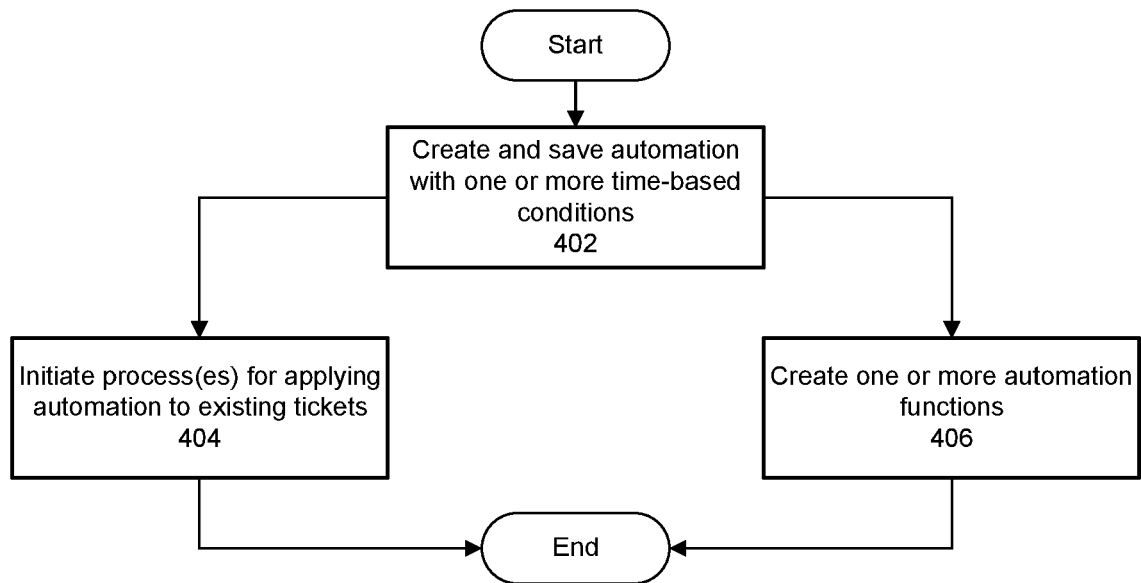 Start
Create and save automation
with one or more time-based
conditions
402
Initiate process(es) for applying
automation to existing tickets
404
Create one or more automation
functions
406
End